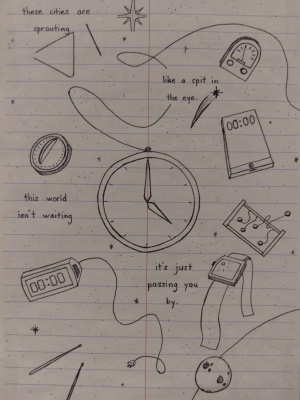 these cities are
sprouting
like a spit in
the eye.
00:00
this world
isn't waiting
it's just
passing you
by.
00:00